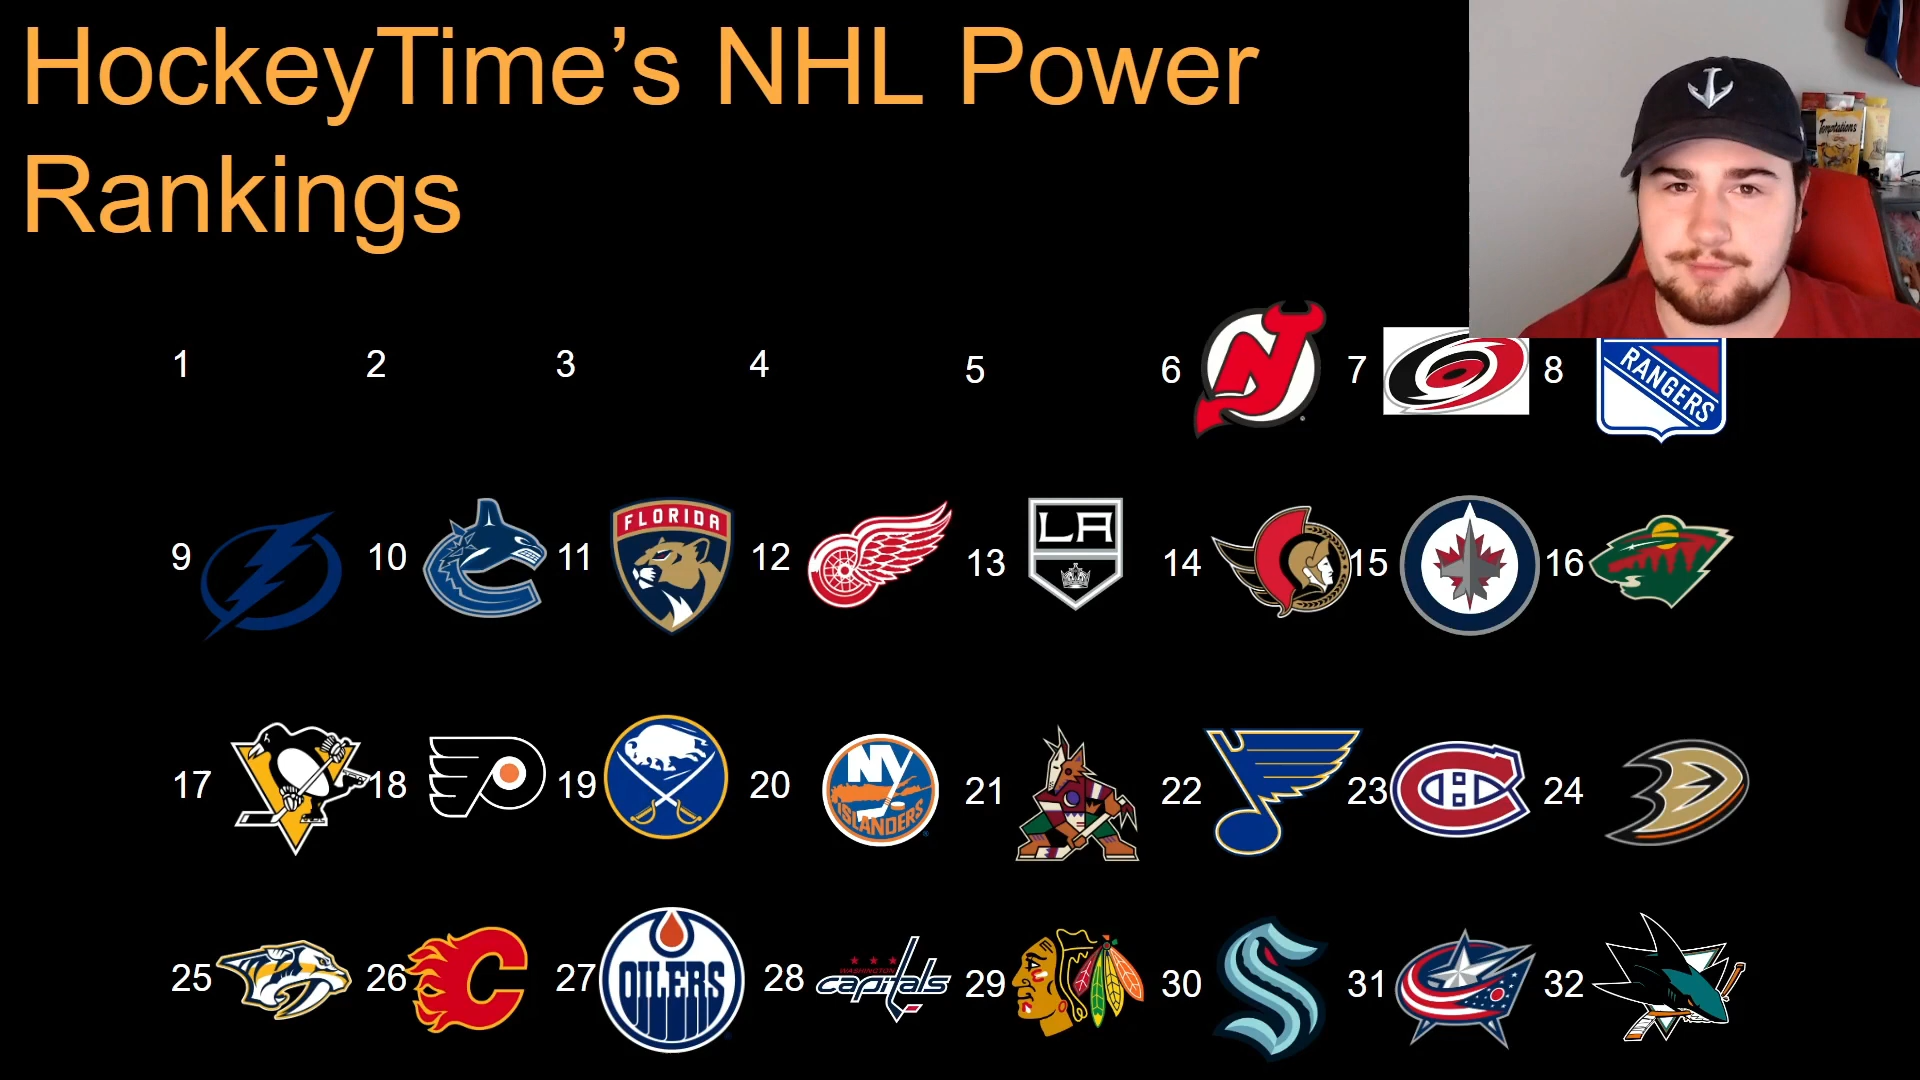 HockeyTime’s NHL Power
Rankings
Temptations
1 2 3 4 5 6 7 8
RANGERS
9 10 11 12 13 14 15 16
FLORIDA
LA
17 18 19 20 21 22 23 24
NY
ISLANDERS
25 26 27 28 29 30 31 32
OILERS
WASHINGTON
capitals